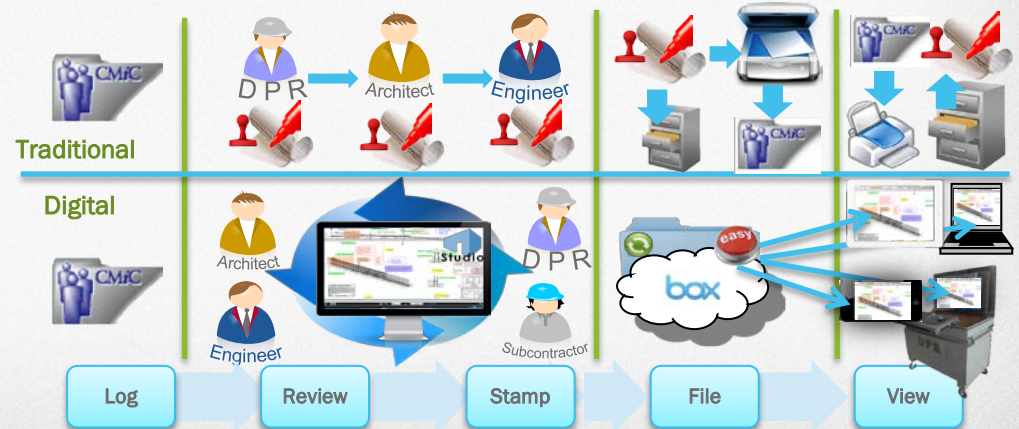 CMiC
DPR
Architect
Engineer
CMiC
CMiC
Traditional
Digital
CMiC
Architect
Engineer
Studio
DPR
Subcontractor
easy
box
DPR
Log
Review
Stamp
File
View